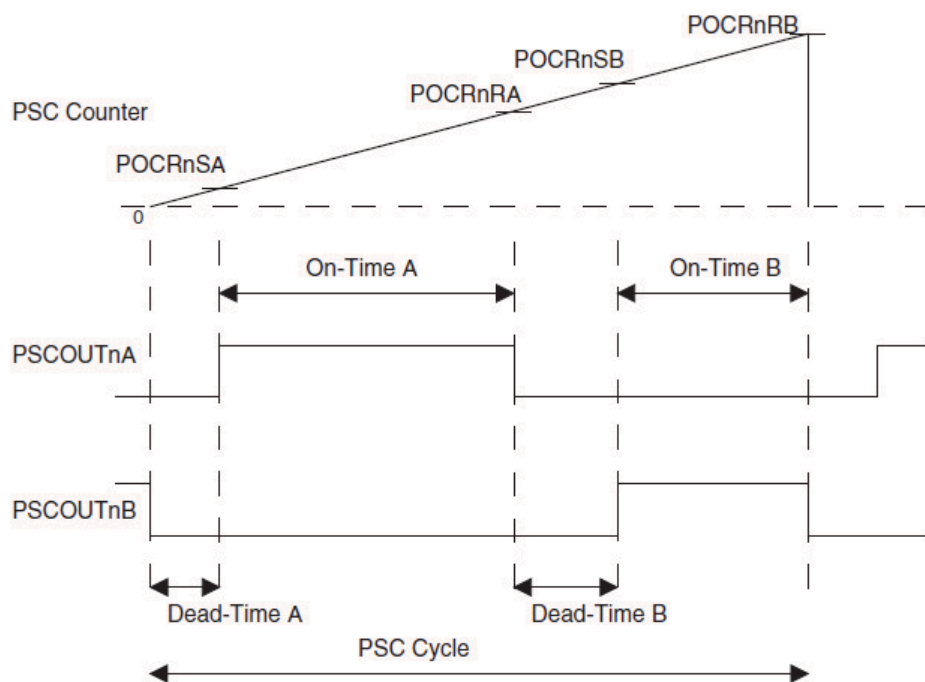 POCRnRB
POCRnSB
POCRnRA
PSC Counter
POCRnSA
0
On-Time A
On-Time B
PSCOUTnA
PSCOUTnB
Dead-Time A
Dead-Time B
PSC Cycle